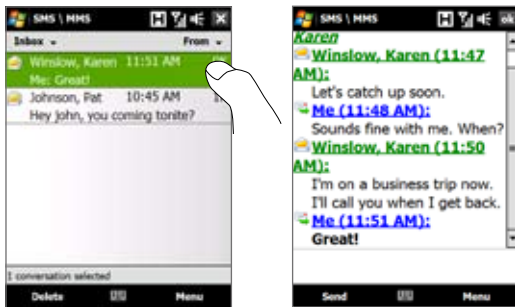 SMS \ MMS
Inbox From
Winslow, Karen 11:51 AM
Me: Great!
Johnson, Pat 10:45 AM
Hey john, you coming tonite?
1 conversation selected
Delete Menu
SMS \ MMS ok
Karen
Winslow, Karen (11:47
AM):
Let's catch up soon.
Me (11:48 AM):
Sounds fine with me. When?
Winslow, Karen (11:50
AM):
I'm on a business trip now.
I'll call you when I get back.
Me (11:51 AM):
Great!
Send Menu